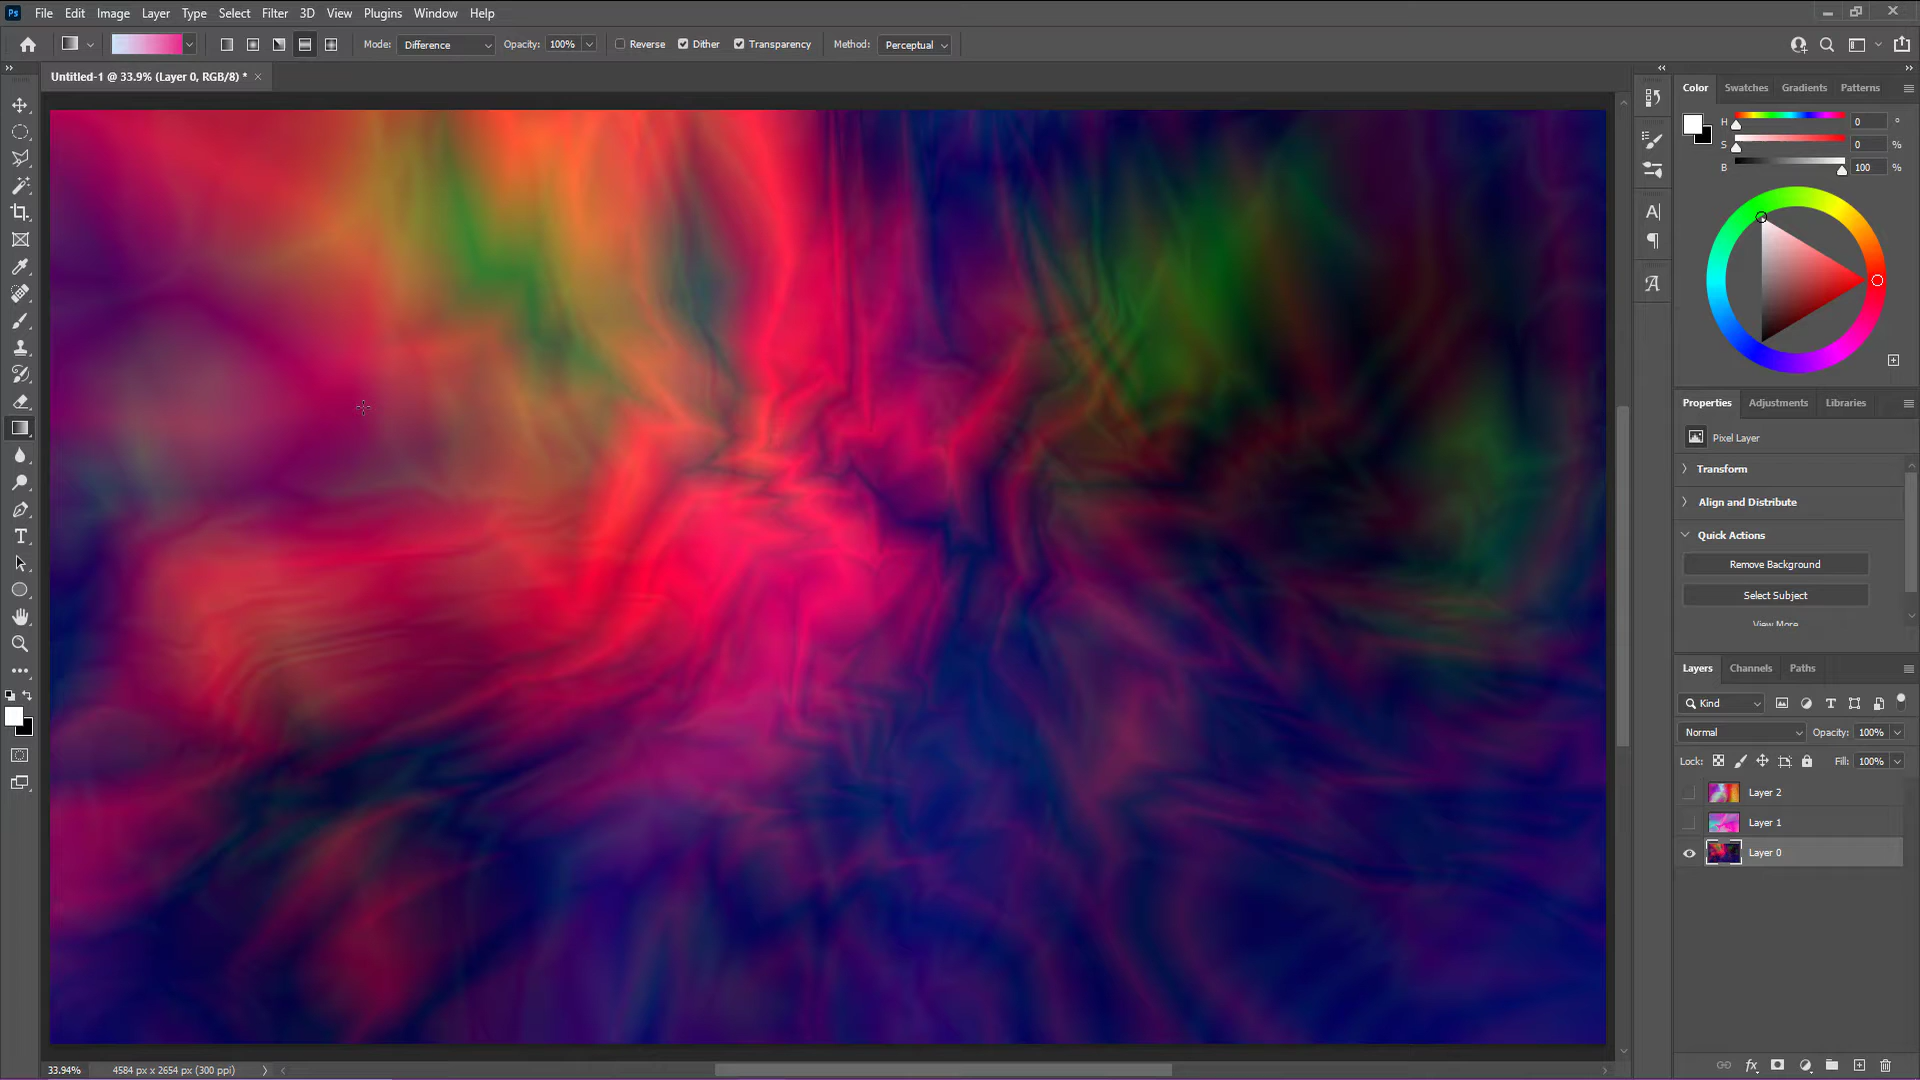 Ps File Edit Image Layer Type Select Filter 3D View Plugins Window Help
Mode: Difference Opacity: 100% Reverse Dither Transparency Method: Perceptual
Untitled-1 @ 33.9% (Layer 0, RGB/8) *
Color Swatches Gradients Patterns
H 0 °
S 0 %
B 100 %
Properties Adjustments Libraries
Pixel Layer
Transform
Align and Distribute
Quick Actions
Remove Background
Select Subject
View More
Layers Channels Paths
Kind
Normal Opacity: 100%
Lock: Fill: 100%
Layer 2
Layer 1
Layer 0
33.94% 4584 px x 2654 px (300 ppi)